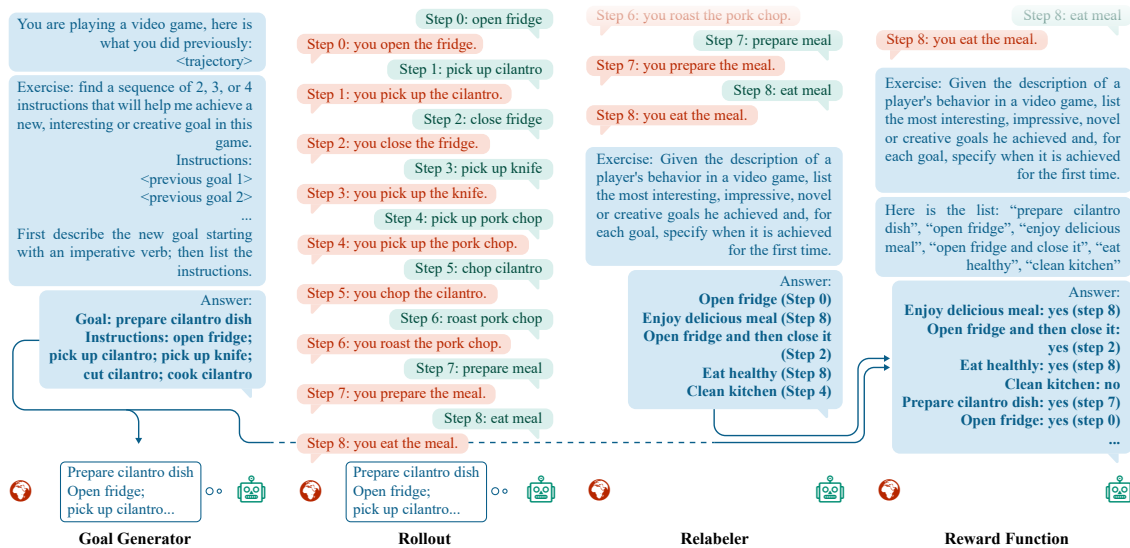 You are playing a video game, here is
what you did previously:
<trajectory>
Exercise: find a sequence of 2, 3, or 4
instructions that will help me achieve a
new, interesting or creative goal in this
game.
Instructions:
<previous goal 1>
<previous goal 2>
...
First describe the new goal starting
with an imperative verb; then list the
instructions.
Answer:
Goal: prepare cilantro dish
Instructions: open fridge;
pick up cilantro; pick up knife;
cut cilantro; cook cilantro
Prepare cilantro dish
Open fridge;
pick up cilantro...
Goal Generator
Step 0: open fridge
Step 0: you open the fridge.
Step 1: pick up cilantro
Step 1: you pick up the cilantro.
Step 2: close fridge
Step 2: you close the fridge.
Step 3: pick up knife
Step 3: you pick up the knife.
Step 4: pick up pork chop
Step 4: you pick up the pork chop.
Step 5: chop cilantro
Step 5: you chop the cilantro.
Step 6: roast pork chop
Step 6: you roast the pork chop.
Step 7: prepare meal
Step 7: you prepare the meal.
Step 8: eat meal
Step 8: you eat the meal.
Prepare cilantro dish
Open fridge;
pick up cilantro...
Rollout
Step 6: you roast the pork chop.
Step 7: prepare meal
Step 7: you prepare the meal.
Step 8: eat meal
Step 8: you eat the meal.
Exercise: Given the description of a
player's behavior in a video game, list
the most interesting, impressive, novel
or creative goals he achieved and, for
each goal, specify when it is achieved
for the first time.
Answer:
Open fridge (Step 0)
Enjoy delicious meal (Step 8)
Open fridge and then close it
(Step 2)
Eat healthy (Step 8)
Clean kitchen (Step 4)
Relabeler
Step 8: eat meal
Step 8: you eat the meal.
Exercise: Given the description of a
player's behavior in a video game, list
the most interesting, impressive, novel
or creative goals he achieved and, for
each goal, specify when it is achieved
for the first time.
Here is the list: “prepare cilantro
dish”, “open fridge”, “enjoy delicious
meal”, “open fridge and close it”, “eat
healthy”, “clean kitchen”
Answer:
Enjoy delicious meal: yes (step 8)
Open fridge and then close it:
yes (step 2)
Eat healthly: yes (step 8)
Clean kitchen: no
Prepare cilantro dish: yes (step 7)
Open fridge: yes (step 0)
...
Reward Function